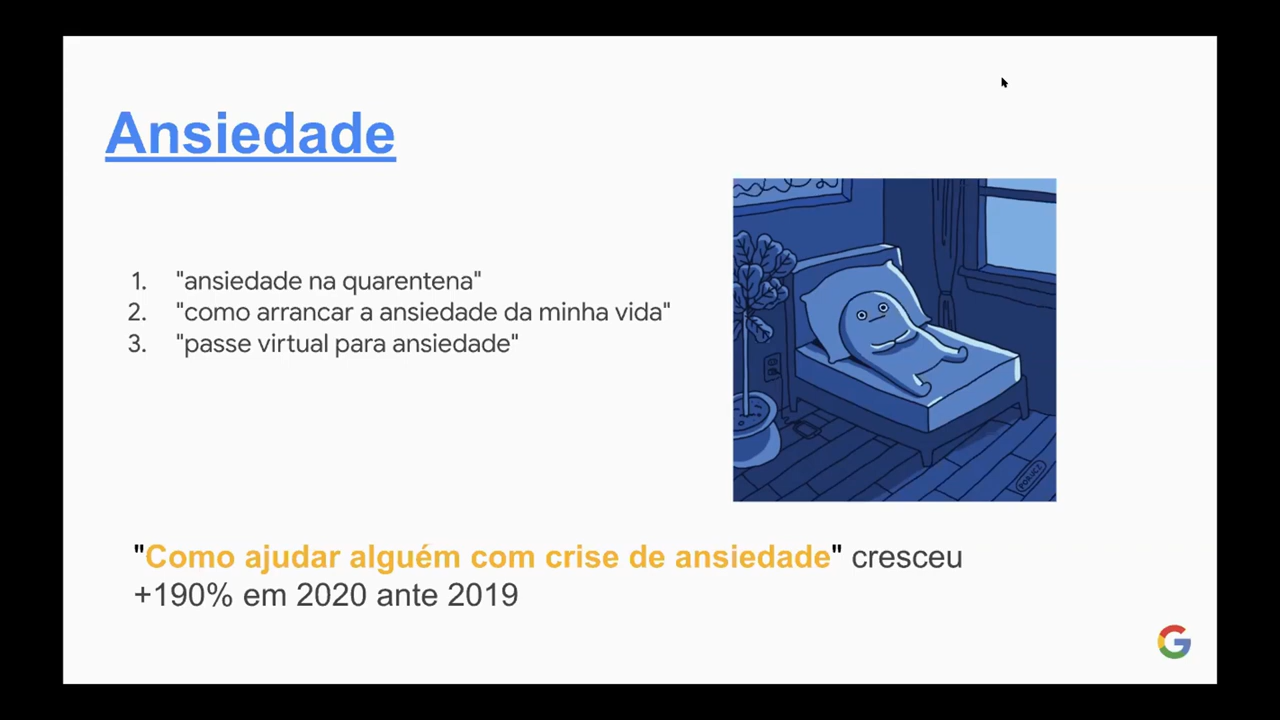 Ansiedade
1. "ansiedade na quarentena"
2. "como arrancar a ansiedade da minha vida"
3. "passe virtual para ansiedade"
"Como ajudar alguém com crise de ansiedade" cresceu
+190% em 2020 ante 2019